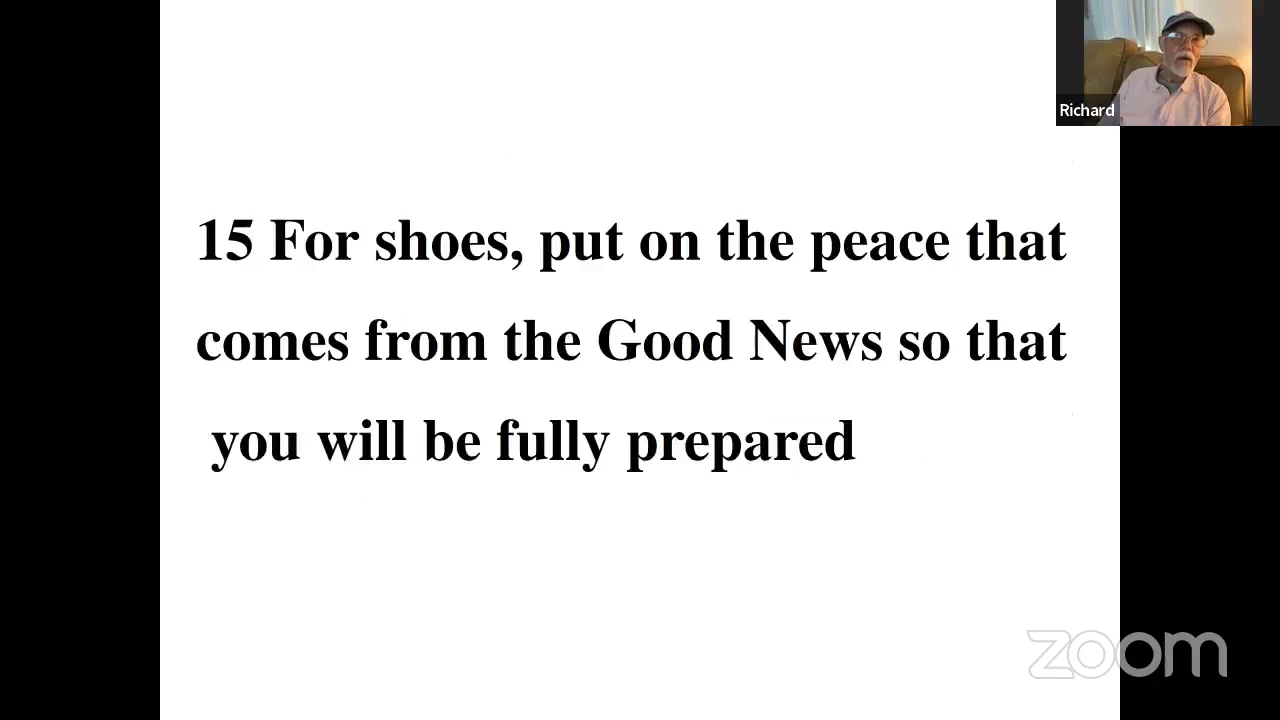 Richard
15 For shoes, put on the peace that
comes from the Good News so that
you will be fully prepared
zoom